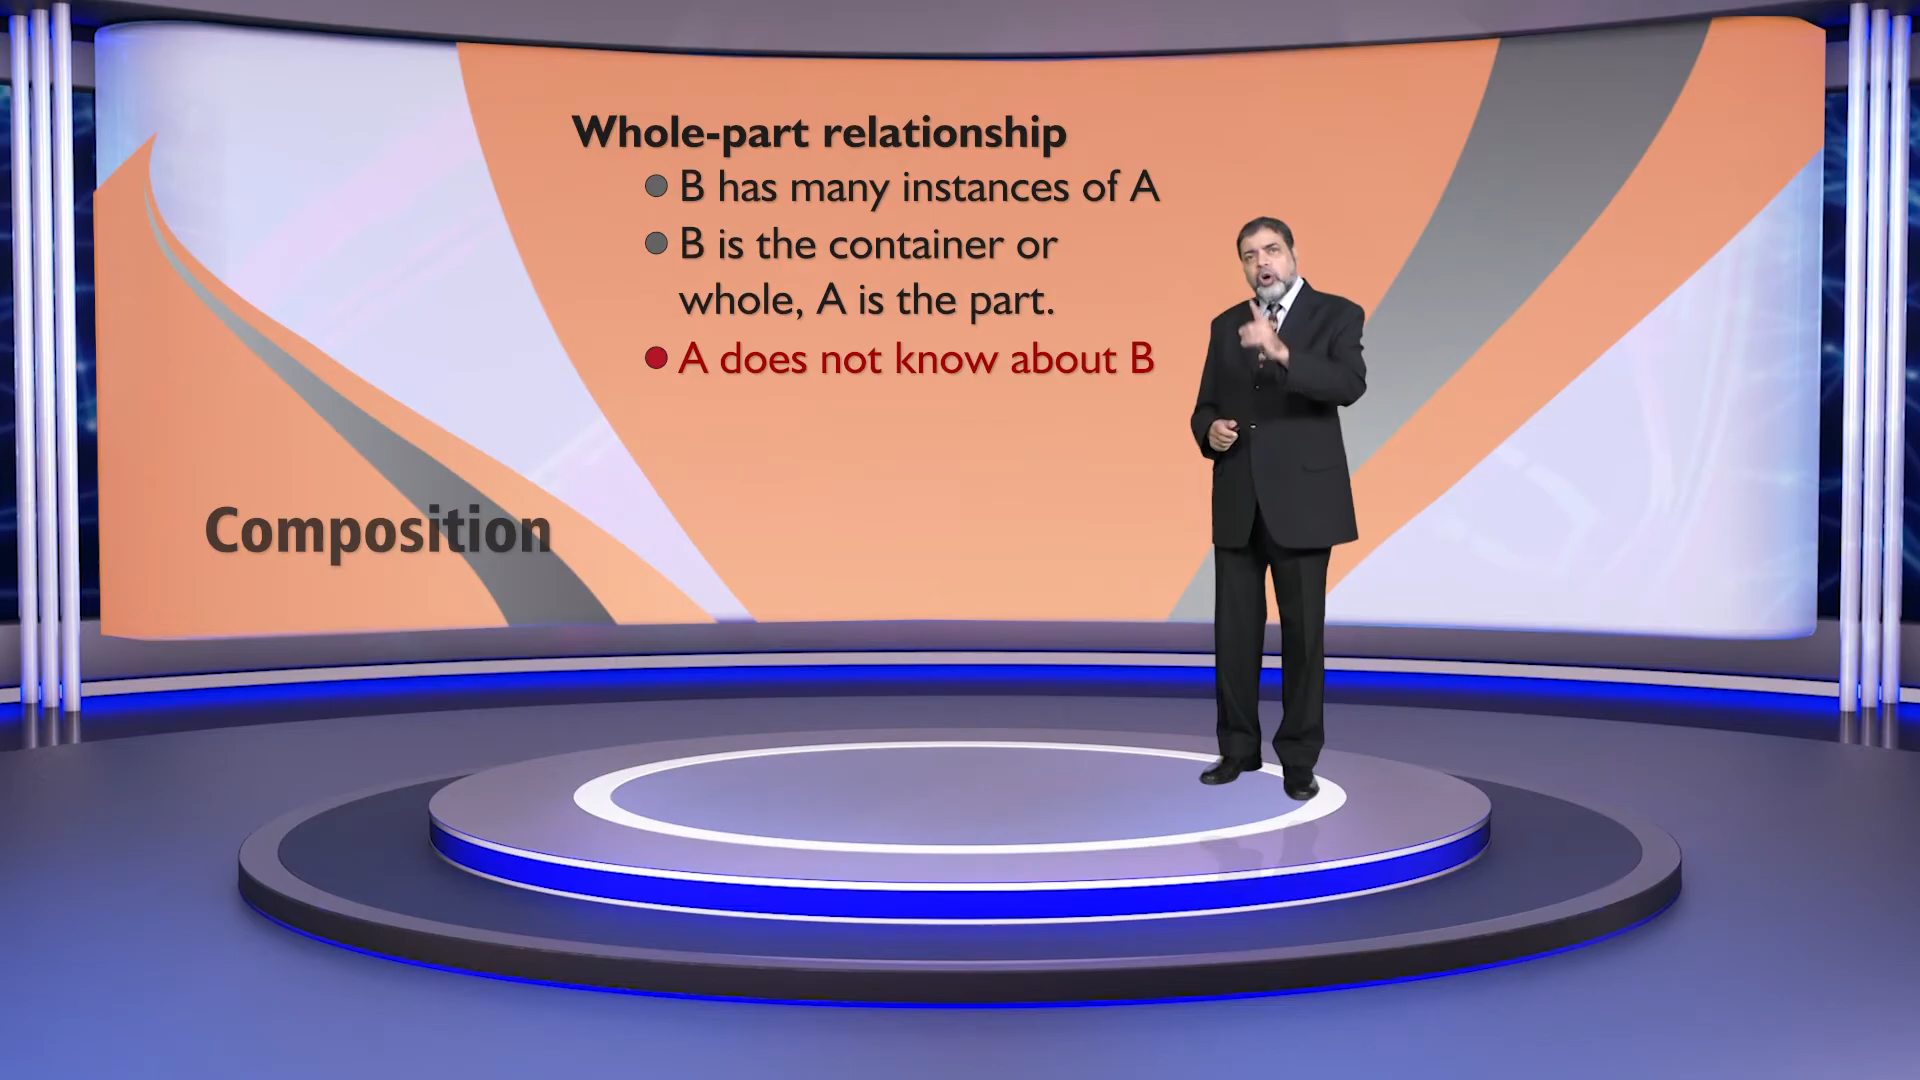 Whole-part relationship
B has many instances of A
B is the container or
whole, A is the part.
A does not know about B
Composition